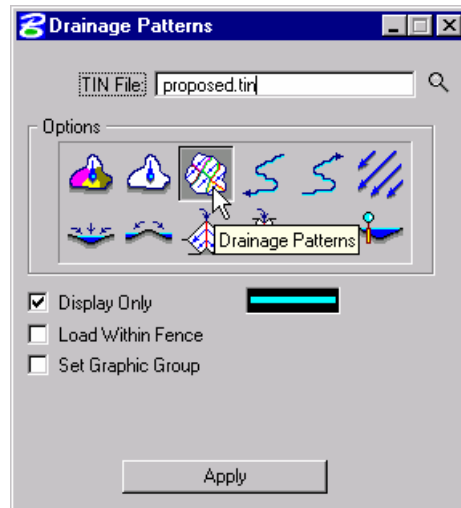 Drainage Patterns
TIN File: proposed.tin
Options
Drainage Patterns
Display Only
Load Within Fence
Set Graphic Group
Apply